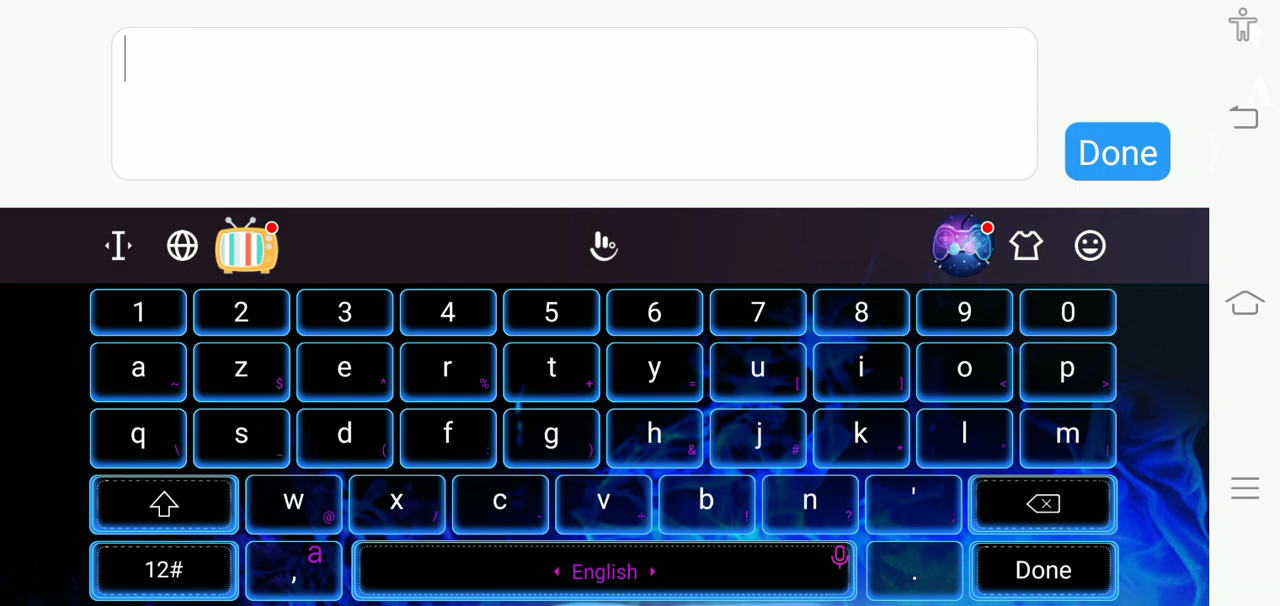 Done
1 2 3 4 5 6 7 8 9 0
a ~ z $ e ^ r % t + y = u [ i ] o < p >
q \ s _ d ( f : g ) h & j # k * l " m |
w @ x / c - v ÷ b ! n ? ' ;
12# , a English . Done
A